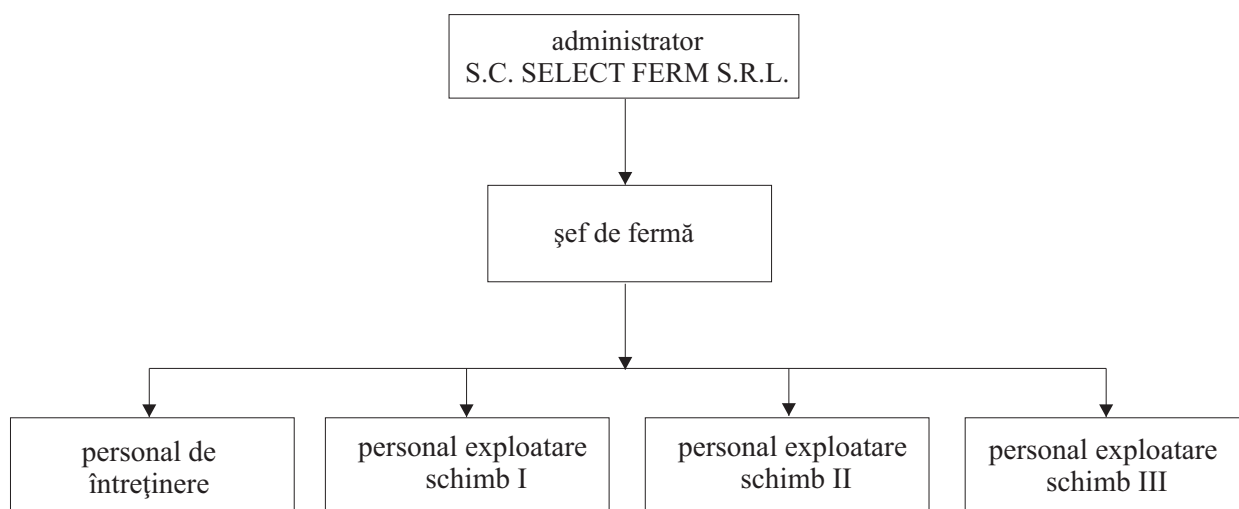 administrator
S.C. SELECT FERM S.R.L.
şef de fermă
personal de
întreţinere
personal exploatare
schimb I
personal exploatare
schimb II
personal exploatare
schimb III